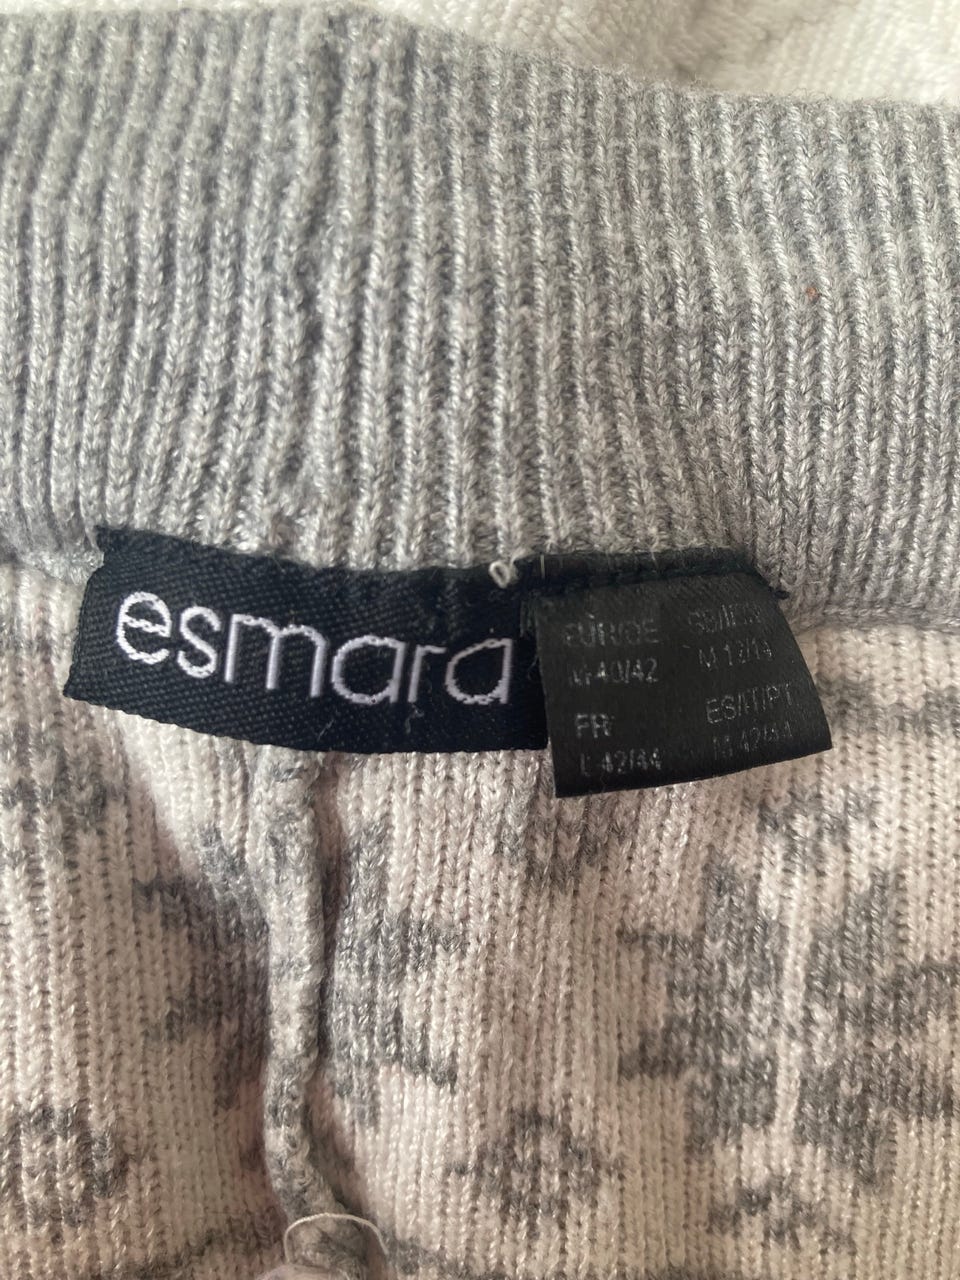 esmara
EUR/DE
M 40/42
FR
L 42/44
GB/IE/
M 12/14
ES/IT/PT
M 42/44